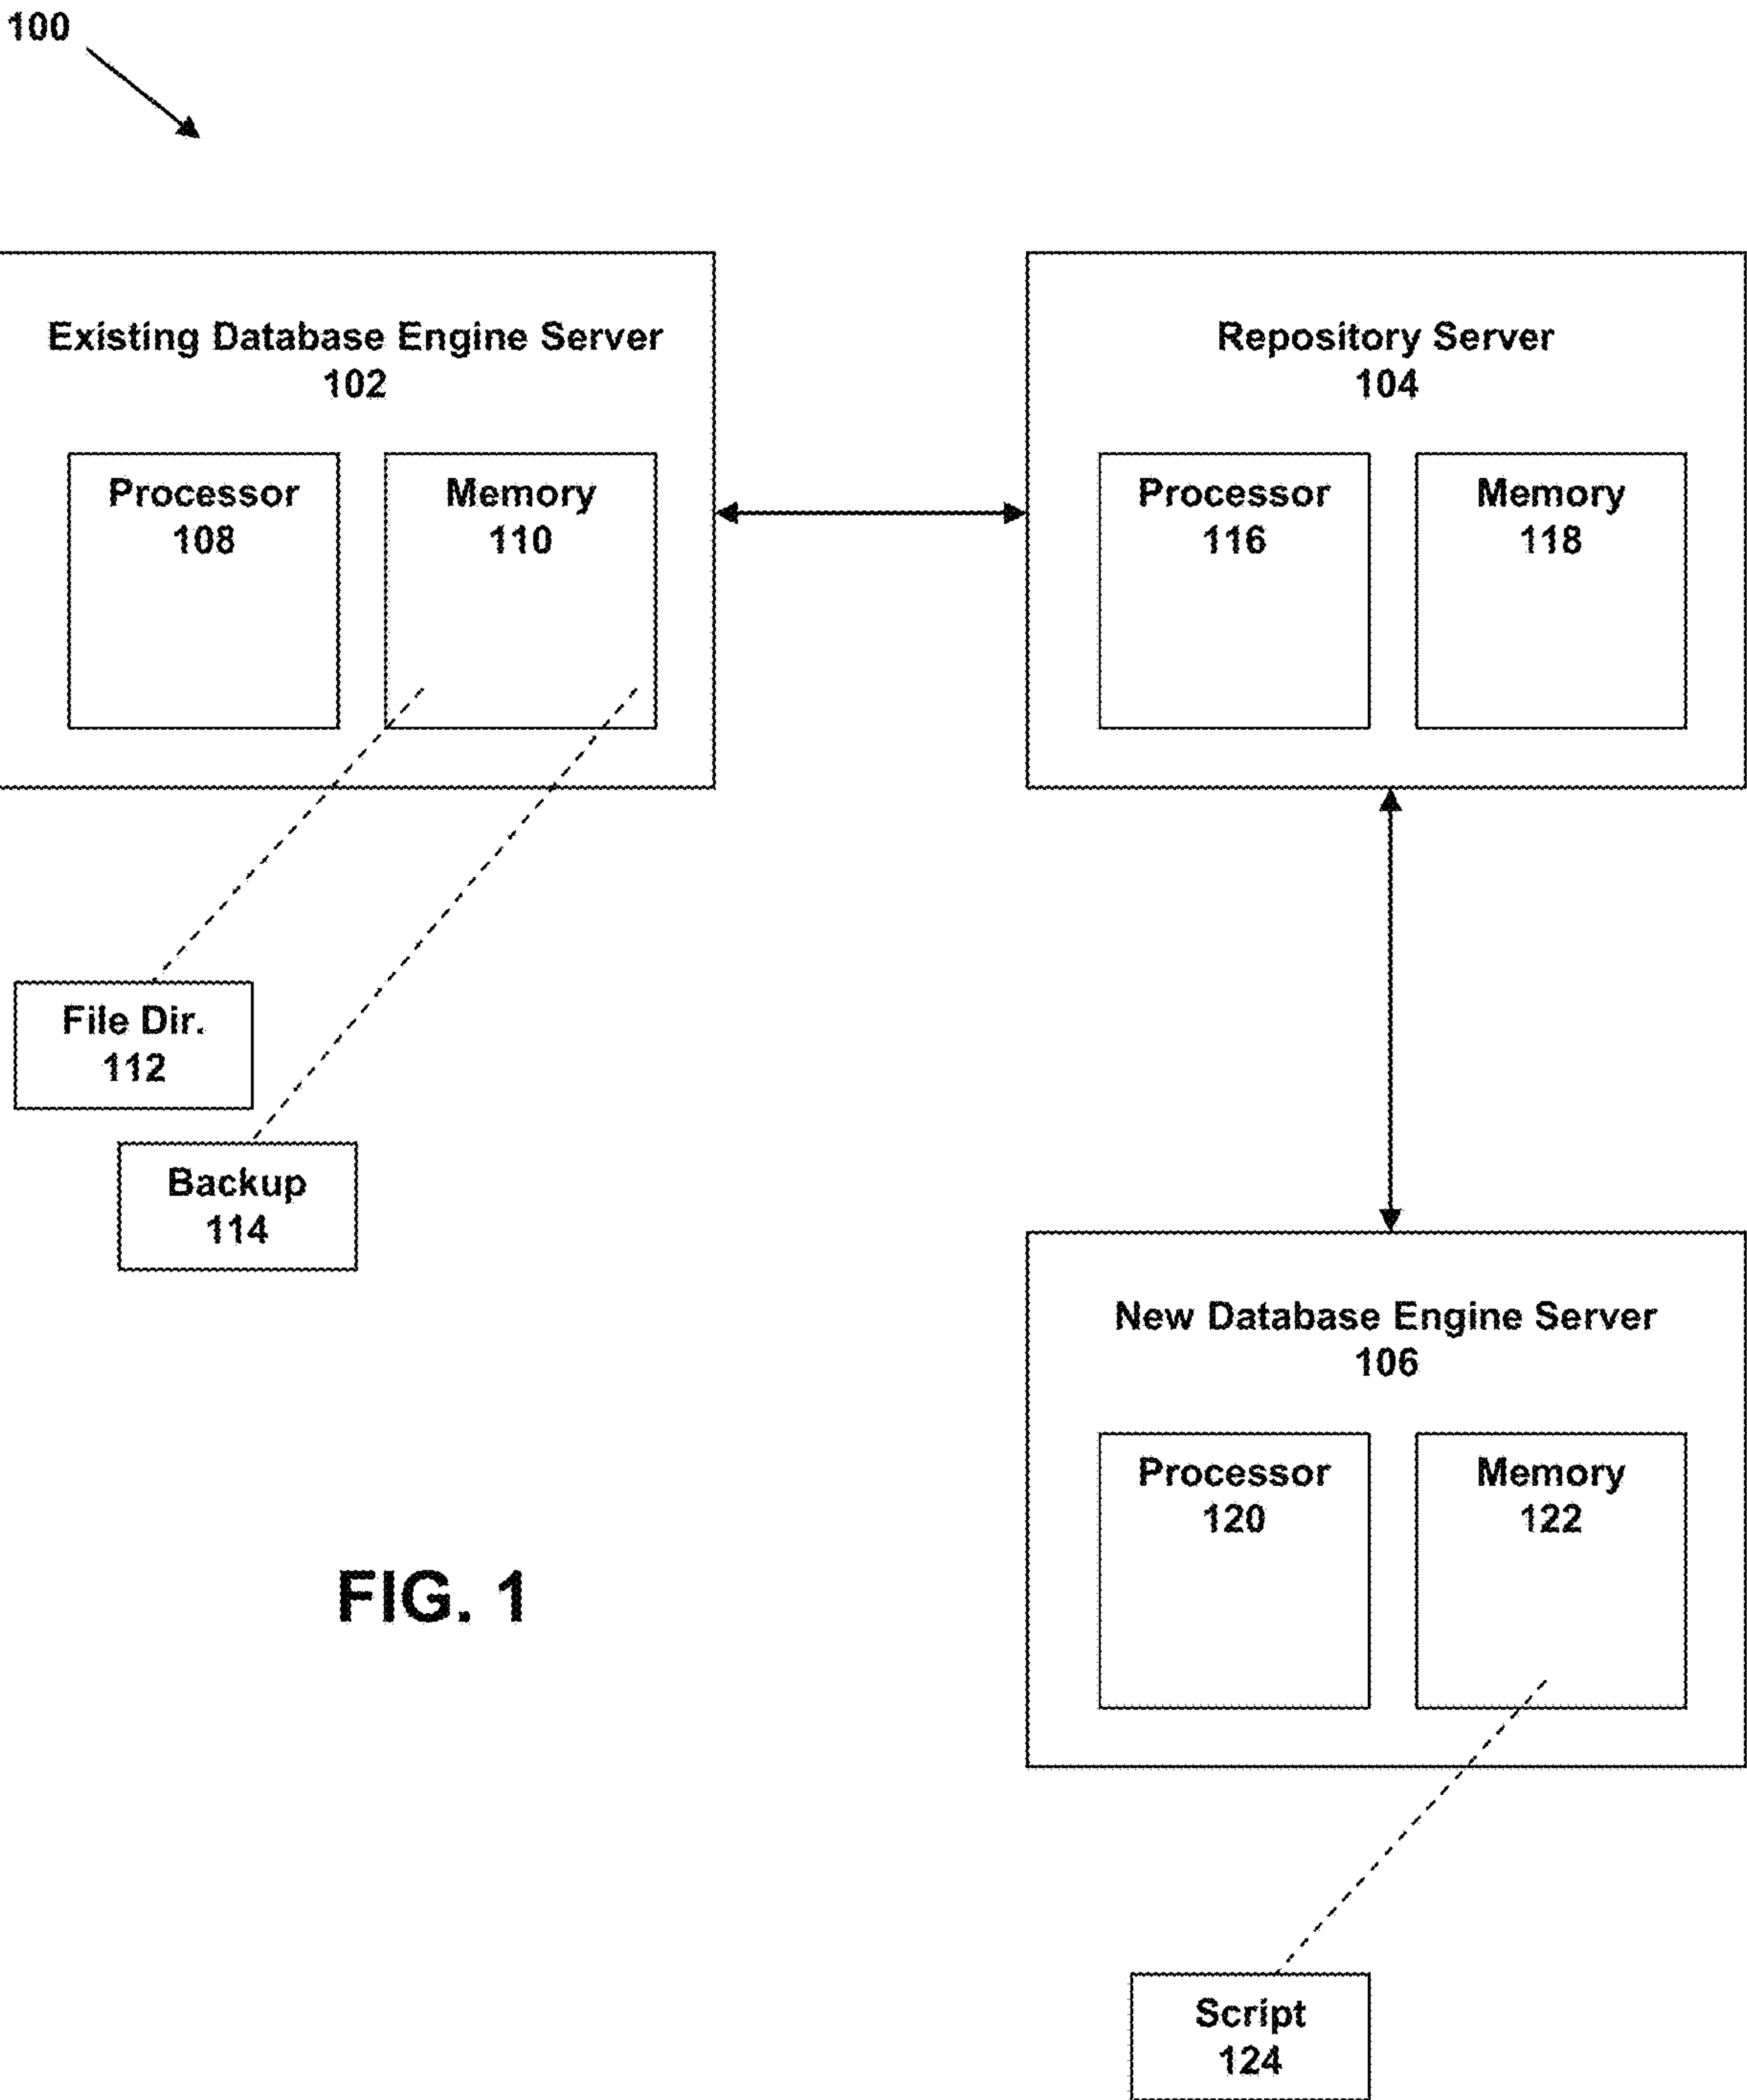 100
Existing Database Engine Server
102
Processor
108
Memory
110
Repository Server
104
Processor
116
Memory
118
File Dir.
112
Backup
114
New Database Engine Server
106
Processor
120
Memory
122
FIG. 1
Script
124